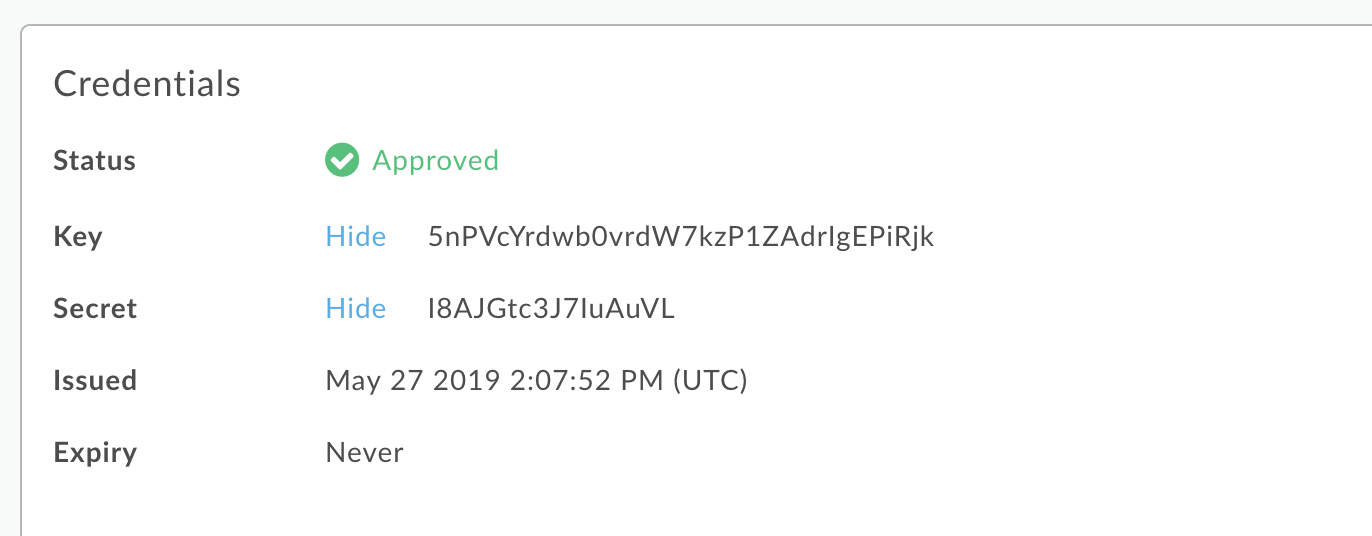 Credentials
Status Approved
Key Hide 5nPVcYrdwb0vrdW7kzP1ZAdrIgEPiRjk
Secret Hide I8AJGtc3J7IuAuVL
Issued May 27 2019 2:07:52 PM (UTC)
Expiry Never